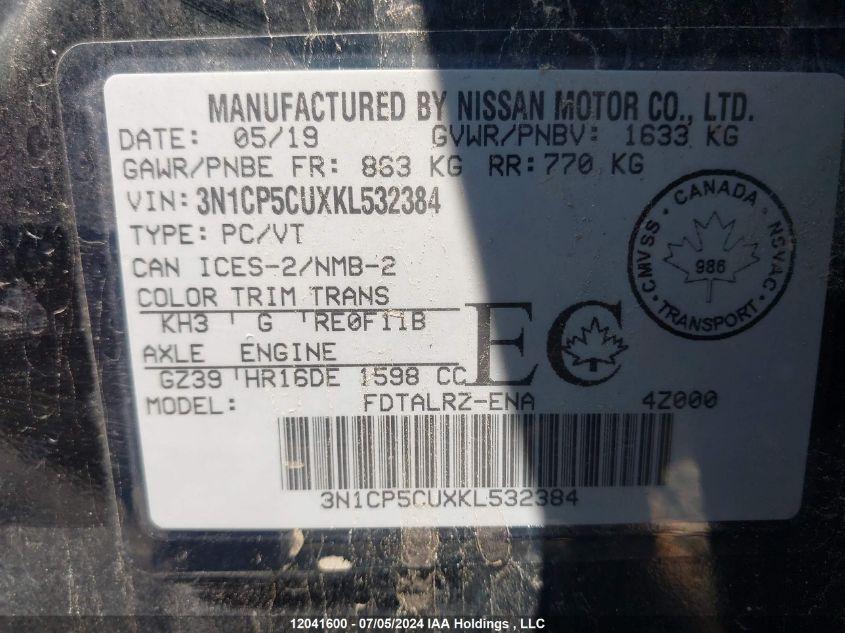 MANUFACTURED BY NISSAN MOTOR CO., LTD.
DATE: 05/19 GVWR/PNBV: 1633 KG
GAWR/PNBE FR: 863 KG RR: 770 KG
VIN: 3N1CP5CUXKL532384
TYPE: PC/VT
CAN ICES-2/NMB-2
COLOR TRIM TRANS
KH3 G RE0F11B
AXLE ENGINE
GZ39 HR16DE 1598 CC
MODEL: FDTALRZ-ENA 4Z000
EC
CANADA
CMVSS · NSVAC
986
TRANSPORT
3N1CP5CUXKL532384
12041600 - 07/05/2024 IAA Holdings, LLC